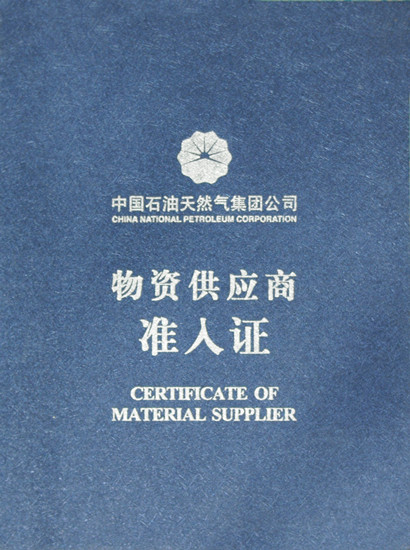 中国石油天然气集团公司
CHINA NATIONAL PETROLEUM CORPORATION
物资供应商
准入证
CERTIFICATE OF
MATERIAL SUPPLIER